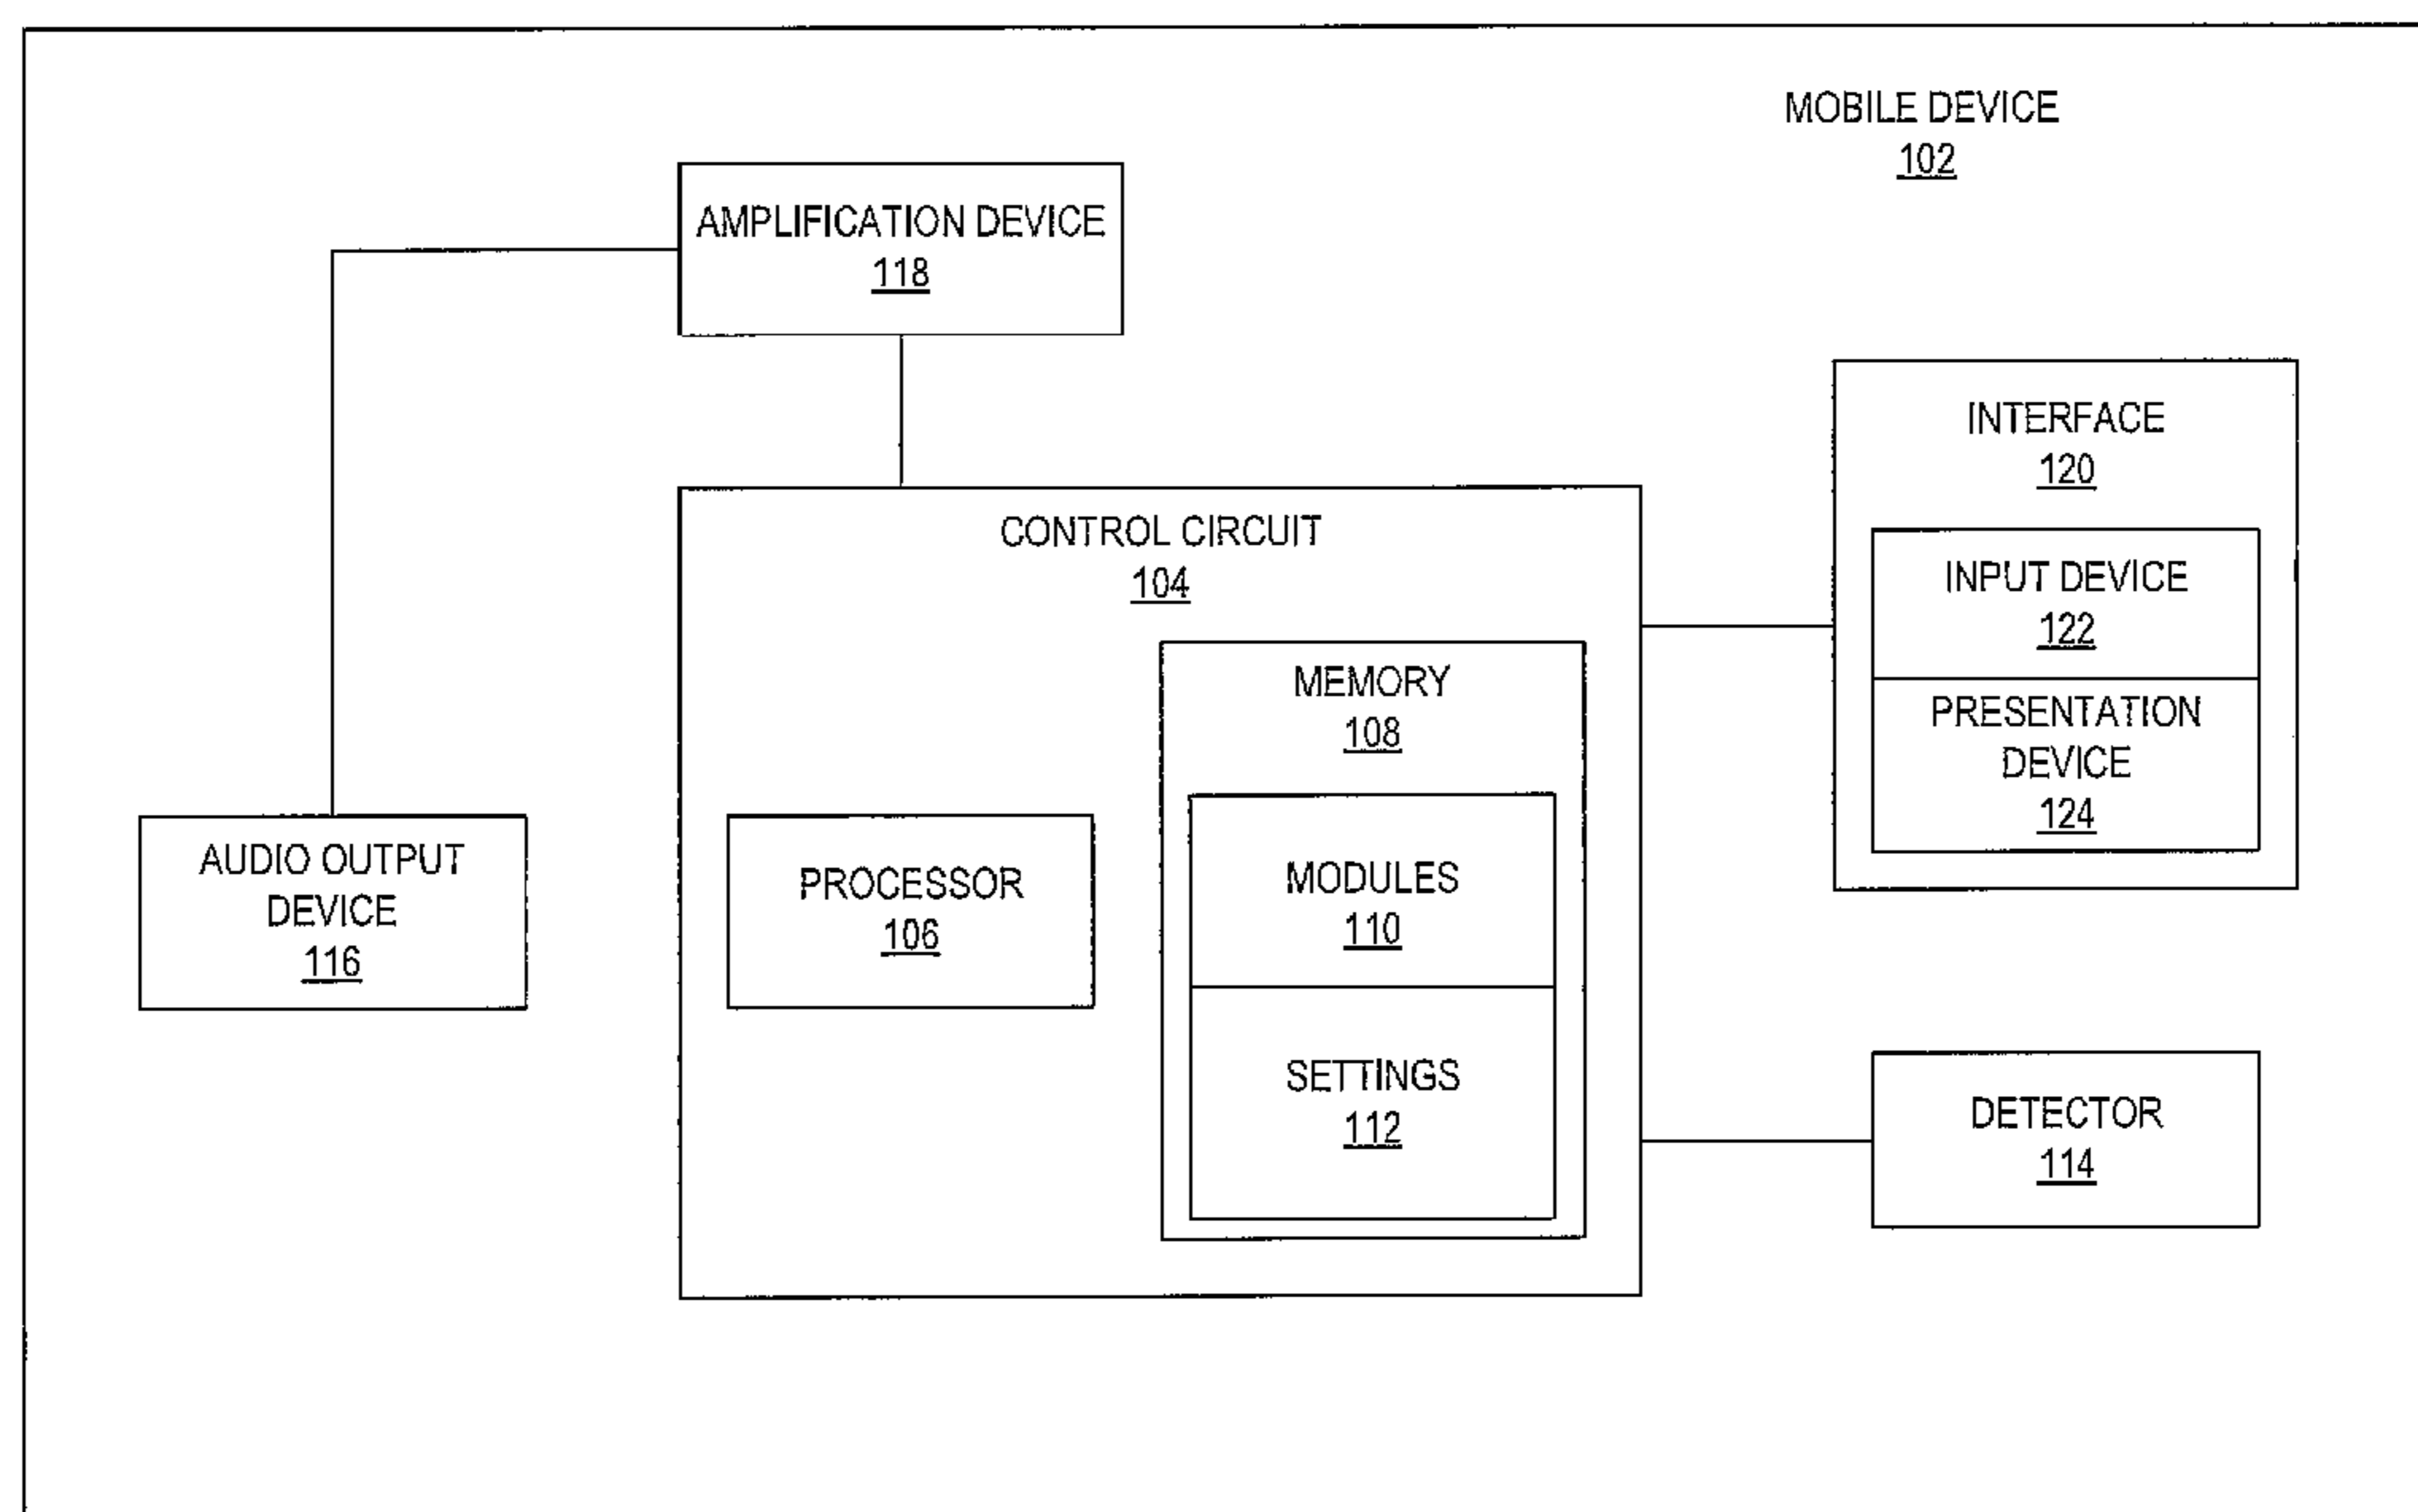 MOBILE DEVICE
102
AMPLIFICATION DEVICE
118
INTERFACE
120
INPUT DEVICE
122
PRESENTATION
DEVICE
124
CONTROL CIRCUIT
104
MEMORY
108
MODULES
110
SETTINGS
112
PROCESSOR
106
AUDIO OUTPUT
DEVICE
116
DETECTOR
114